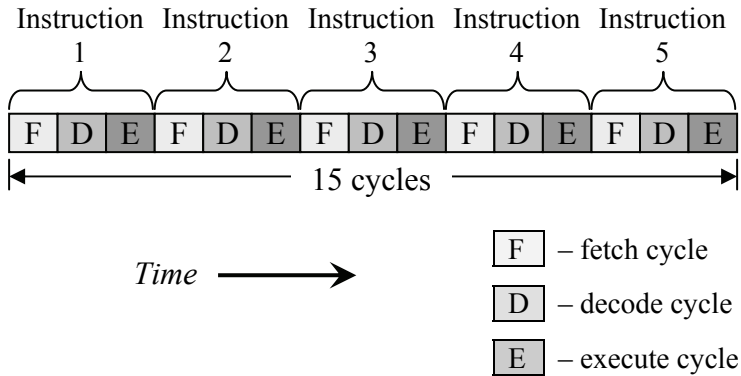 Instruction Instruction Instruction Instruction Instruction
1 2 3 4 5
F D E F D E F D E F D E F D E
15 cycles
F – fetch cycle
Time
D – decode cycle
E – execute cycle